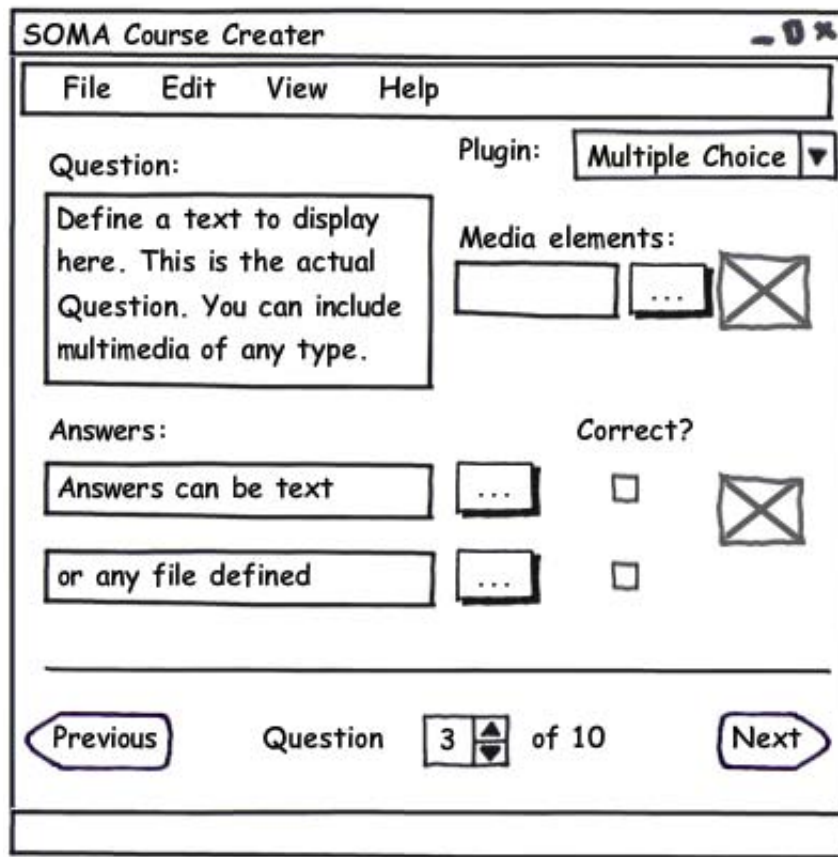 SOMA Course Creater
File Edit View Help
Question:
Plugin: Multiple Choice
Define a text to display
here. This is the actual
Question. You can include
multimedia of any type.
Media elements:
...
Answers:
Correct?
Answers can be text
...
or any file defined
...
Previous
Question 3 of 10
Next